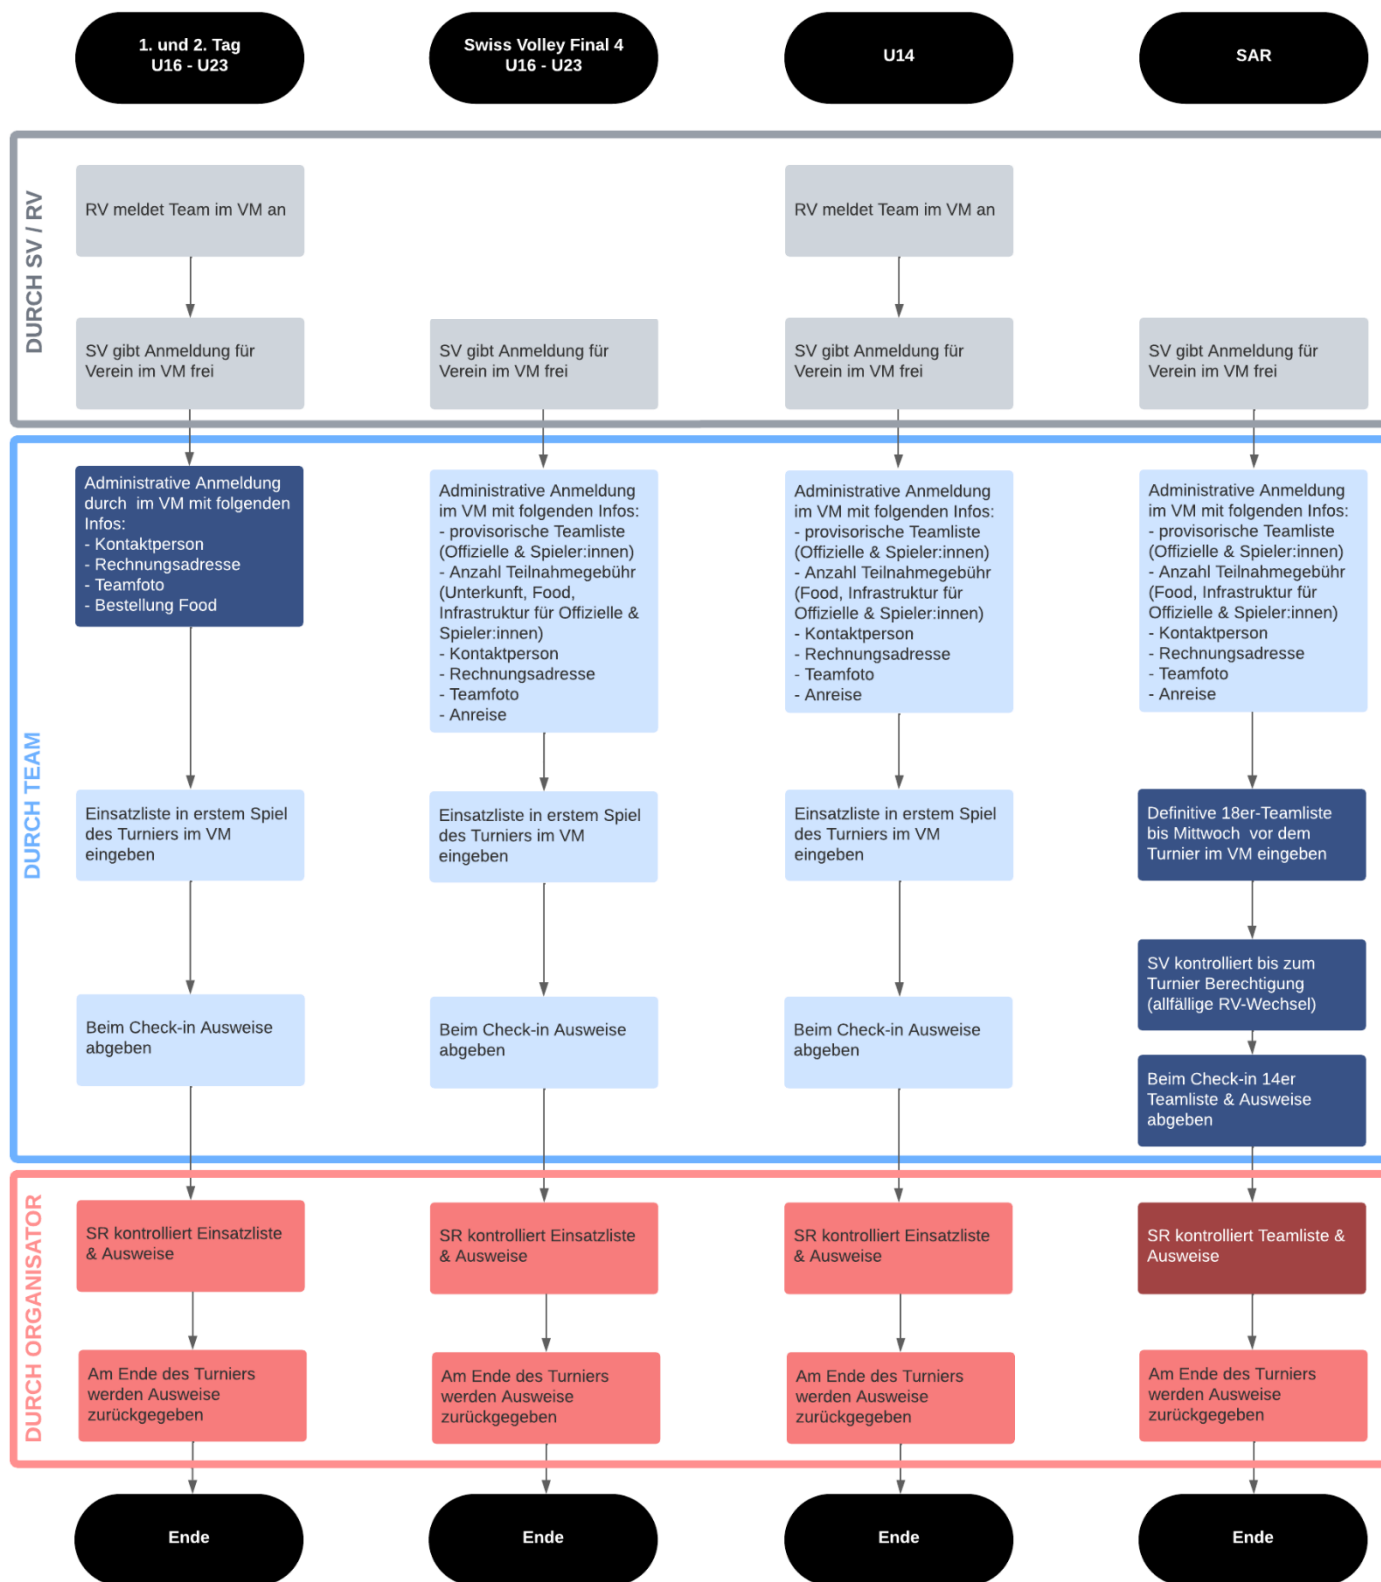 1. und 2. Tag
U16 - U23
Swiss Volley Final 4
U16 - U23
U14
SAR
DURCH SV / RV
RV meldet Team im VM an
RV meldet Team im VM an
SV gibt Anmeldung für
Verein im VM frei
SV gibt Anmeldung für
Verein im VM frei
SV gibt Anmeldung für
Verein im VM frei
SV gibt Anmeldung für
Verein im VM frei
DURCH TEAM
Administrative Anmeldung
durch  im VM mit folgenden
Infos:
- Kontaktperson
- Rechnungsadresse
- Teamfoto
- Bestellung Food
Administrative Anmeldung
im VM mit folgenden Infos:
- provisorische Teamliste
(Offizielle & Spieler:innen)
- Anzahl Teilnahmegebühr
(Unterkunft, Food,
Infrastruktur für Offizielle &
Spieler:innen)
- Kontaktperson
- Rechnungsadresse
- Teamfoto
- Anreise
Administrative Anmeldung
im VM mit folgenden Infos:
- provisorische Teamliste
(Offizielle & Spieler:innen)
- Anzahl Teilnahmegebühr
(Food, Infrastruktur für
Offizielle & Spieler:innen)
- Kontaktperson
- Rechnungsadresse
- Teamfoto
- Anreise
Administrative Anmeldung
im VM mit folgenden Infos:
- provisorische Teamliste
(Offizielle & Spieler:innen)
- Anzahl Teilnahmegebühr
(Food, Infrastruktur für
Offizielle & Spieler:innen)
- Kontaktperson
- Rechnungsadresse
- Teamfoto
- Anreise
Einsatzliste in erstem Spiel
des Turniers im VM
eingeben
Einsatzliste in erstem Spiel
des Turniers im VM
eingeben
Einsatzliste in erstem Spiel
des Turniers im VM
eingeben
Definitive 18er-Teamliste
bis Mittwoch  vor dem
Turnier im VM eingeben
SV kontrolliert bis zum
Turnier Berechtigung
(allfällige RV-Wechsel)
Beim Check-in Ausweise
abgeben
Beim Check-in Ausweise
abgeben
Beim Check-in Ausweise
abgeben
Beim Check-in 14er
Teamliste & Ausweise
abgeben
DURCH ORGANISATOR
SR kontrolliert Einsatzliste
& Ausweise
SR kontrolliert Einsatzliste
& Ausweise
SR kontrolliert Einsatzliste
& Ausweise
SR kontrolliert Teamliste &
Ausweise
Am Ende des Turniers
werden Ausweise
zurückgegeben
Am Ende des Turniers
werden Ausweise
zurückgegeben
Am Ende des Turniers
werden Ausweise
zurückgegeben
Am Ende des Turniers
werden Ausweise
zurückgegeben
Ende
Ende
Ende
Ende